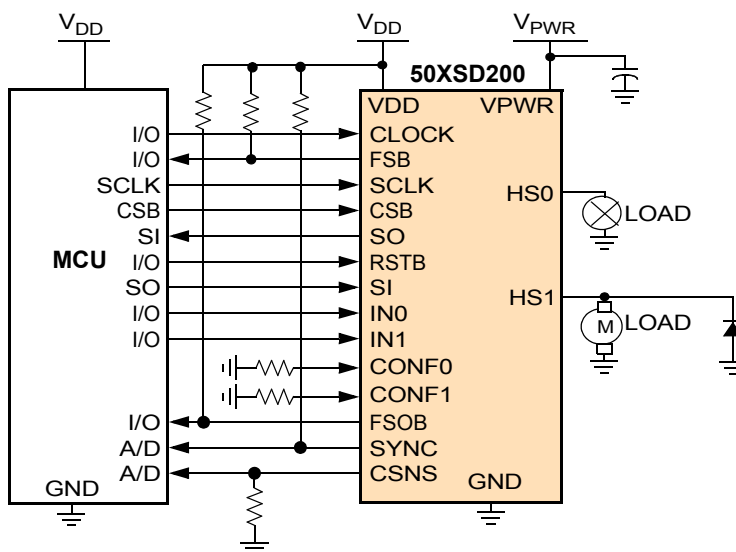 VDD
VDD
VPWR
50XSD200
VDD
VPWR
I/O
CLOCK
I/O
FSB
SCLK
SCLK
HS0
CSB
CSB
LOAD
SI
SO
MCU
I/O
RSTB
SO
SI
HS1
I/O
IN0
M
LOAD
I/O
IN1
CONF0
CONF1
I/O
FSOB
A/D
SYNC
A/D
CSNS
GND
GND